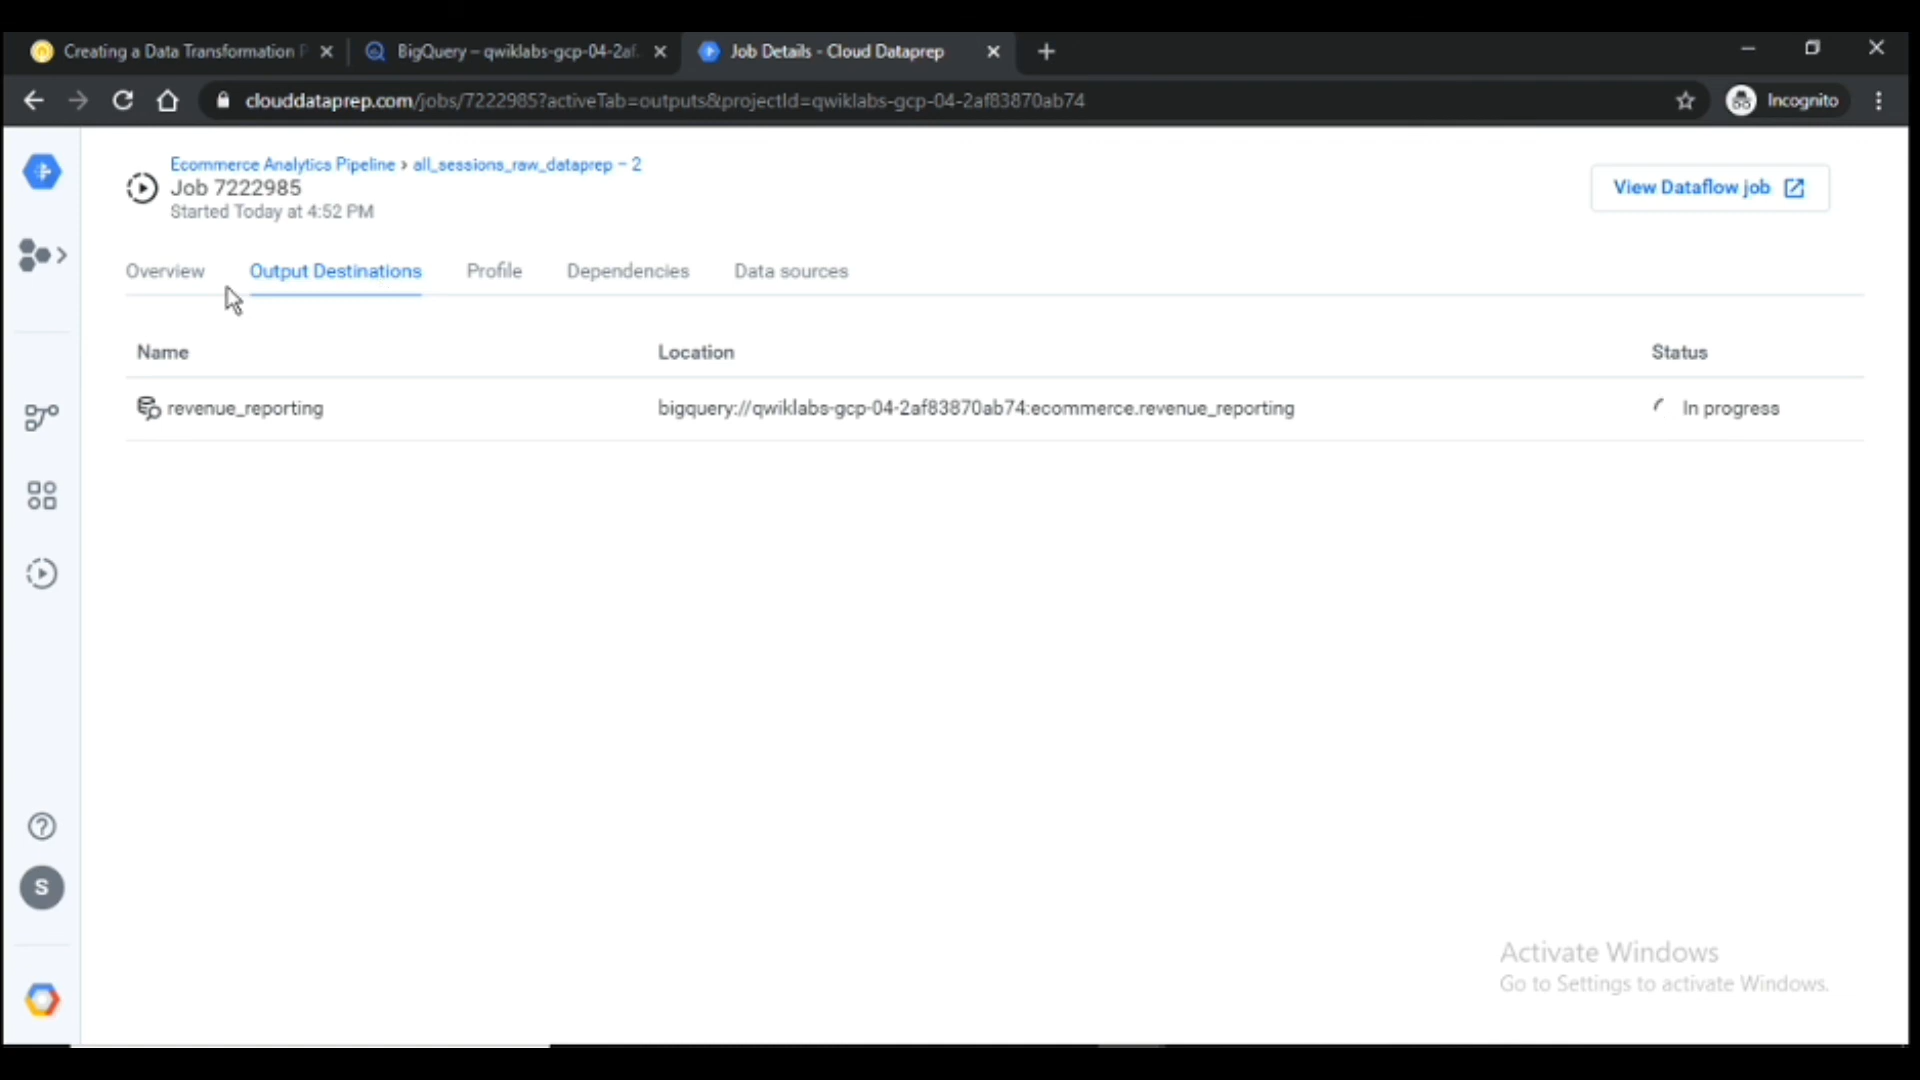 Creating a Data Transformation P
BigQuery – qwiklabs-gcp-04-2af
Job Details - Cloud Dataprep
clouddataprep.com/jobs/7222985?activeTab=outputs&projectId=qwiklabs-gcp-04-2af83870ab74
Incognito
Ecommerce Analytics Pipeline › all_sessions_raw_dataprep – 2
Job 7222985
Started Today at 4:52 PM
View Dataflow job
Overview Output Destinations Profile Dependencies Data sources
Name Location Status
revenue_reporting bigquery://qwiklabs-gcp-04-2af83870ab74:ecommerce.revenue_reporting In progress
S
Activate Windows
Go to Settings to activate Windows.